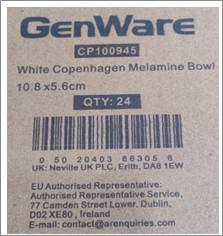 GenWare
CP100945
White Copenhagen Melamine Bowl
10.8 x5.6cm
QTY: 24
0 50 20403 66305 6
UK: Neville UK PLC, Erith, DA8 1EW
EU Authorised Representative:
Authorised Representative Service,
77 Camden Street Lower, Dublin,
D02 XE80 , Ireland
E-mail: contact@arenquiries.com